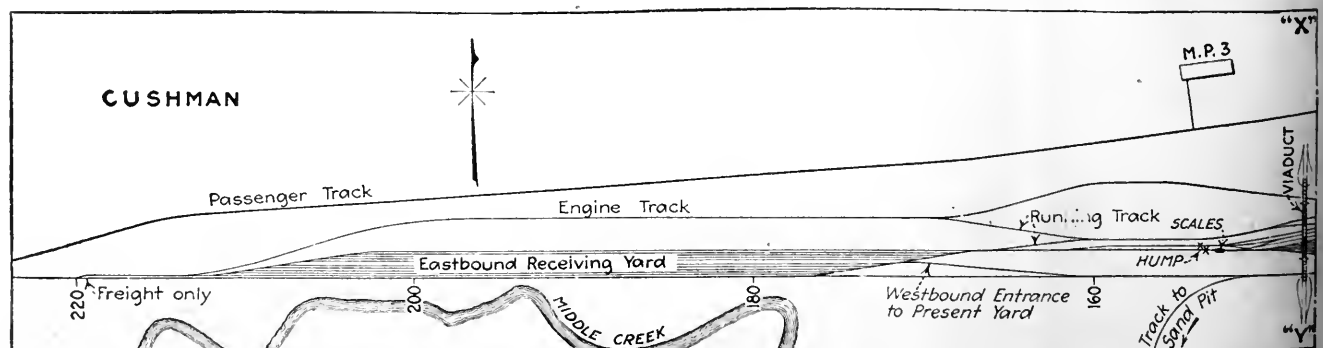 "X"
M.P.3
CUSHMAN
VIADUCT
Passenger Track
Engine Track
Track
SCALES
Eastbound Receiving Yard
HUMP
220
Freight only
200
180
Westbound Entrance
to Present Yard
160
MIDDLE CREEK
Track to
Sand Pit
"Y"